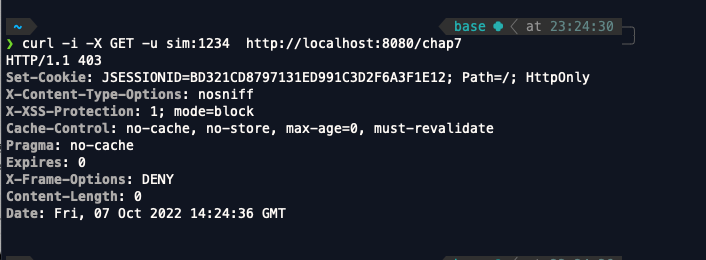 ~ base at 23:24:30
❯ curl -i -X GET -u sim:1234  http://localhost:8080/chap7
HTTP/1.1 403
Set-Cookie: JSESSIONID=BD321CD8797131ED991C3D2F6A3F1E12; Path=/; HttpOnly
X-Content-Type-Options: nosniff
X-XSS-Protection: 1; mode=block
Cache-Control: no-cache, no-store, max-age=0, must-revalidate
Pragma: no-cache
Expires: 0
X-Frame-Options: DENY
Content-Length: 0
Date: Fri, 07 Oct 2022 14:24:36 GMT